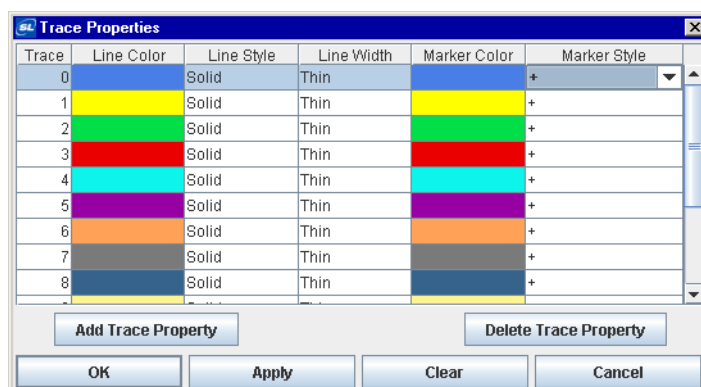 SL Trace Properties
Trace Line Color Line Style Line Width Marker Color Marker Style
0 Solid Thin +
1 Solid Thin +
2 Solid Thin +
3 Solid Thin +
4 Solid Thin +
5 Solid Thin +
6 Solid Thin +
7 Solid Thin +
8 Solid Thin +
Add Trace Property Delete Trace Property
OK Apply Clear Cancel